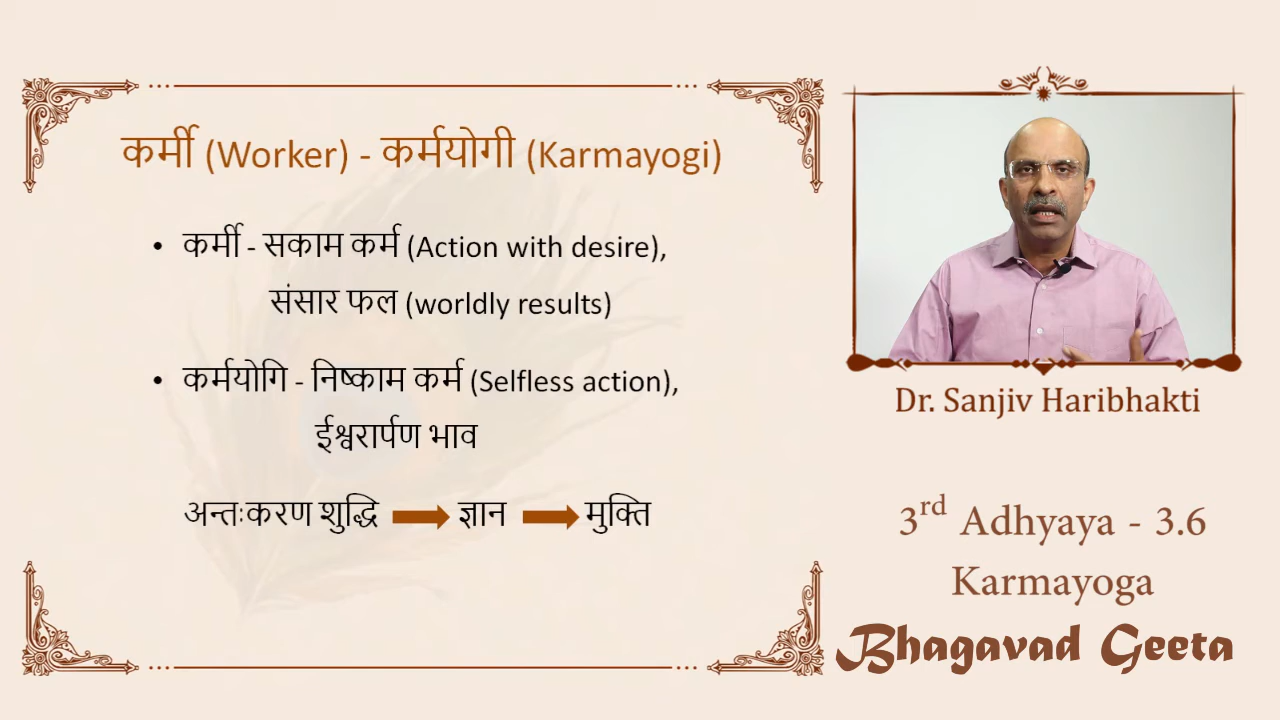 कर्मी (Worker) - कर्मयोगी (Karmayogi)
• कर्मी - सकाम कर्म (Action with desire),
संसार फल (worldly results)
• कर्मयोगि - निष्काम कर्म (Selfless action),
ईश्वरार्पण भाव
अन्तःकरण शुद्धि ➡ ज्ञान ➡ मुक्ति
Dr. Sanjiv Haribhakti
3rd Adhyaya - 3.6
Karmayoga
Bhagavad Geeta